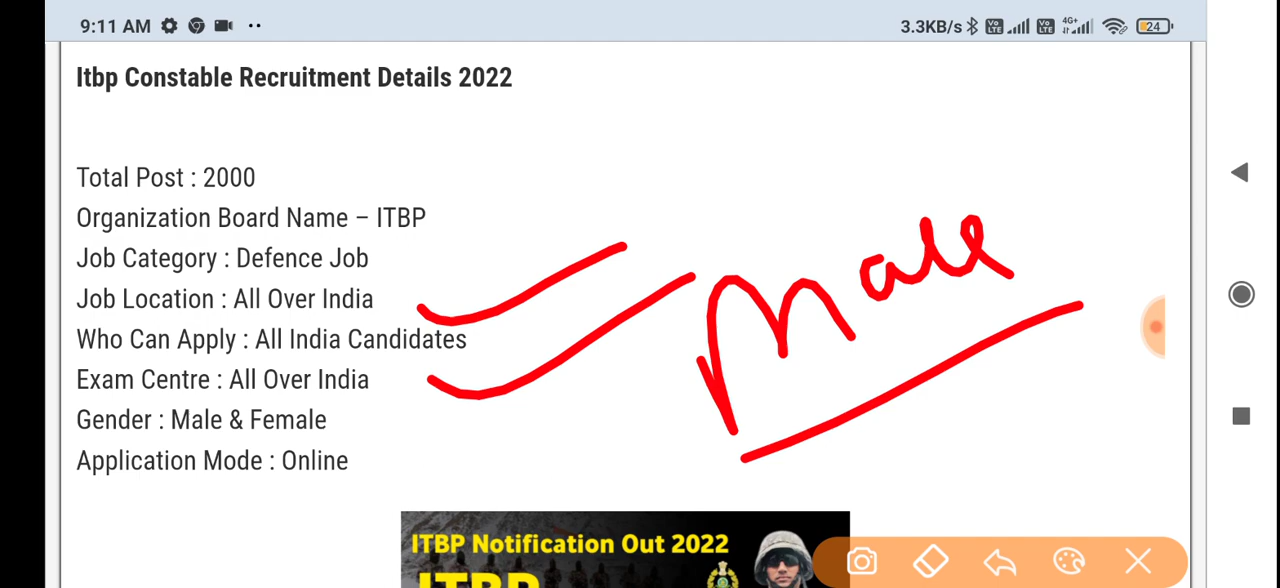 9:11 AM
3.3KB/s 4G+ 24
Itbp Constable Recruitment Details 2022
Total Post : 2000
Organization Board Name – ITBP
Job Category : Defence Job
Job Location : All Over India
Who Can Apply : All India Candidates
Exam Centre : All Over India
Gender : Male & Female
Application Mode : Online
Male
ITBP Notification Out 2022
ITBP